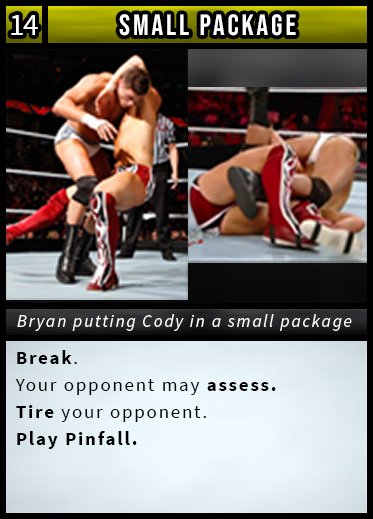 14 SMALL PACKAGE
Bryan putting Cody in a small package
Break.
Your opponent may assess.
Tire your opponent.
Play Pinfall.